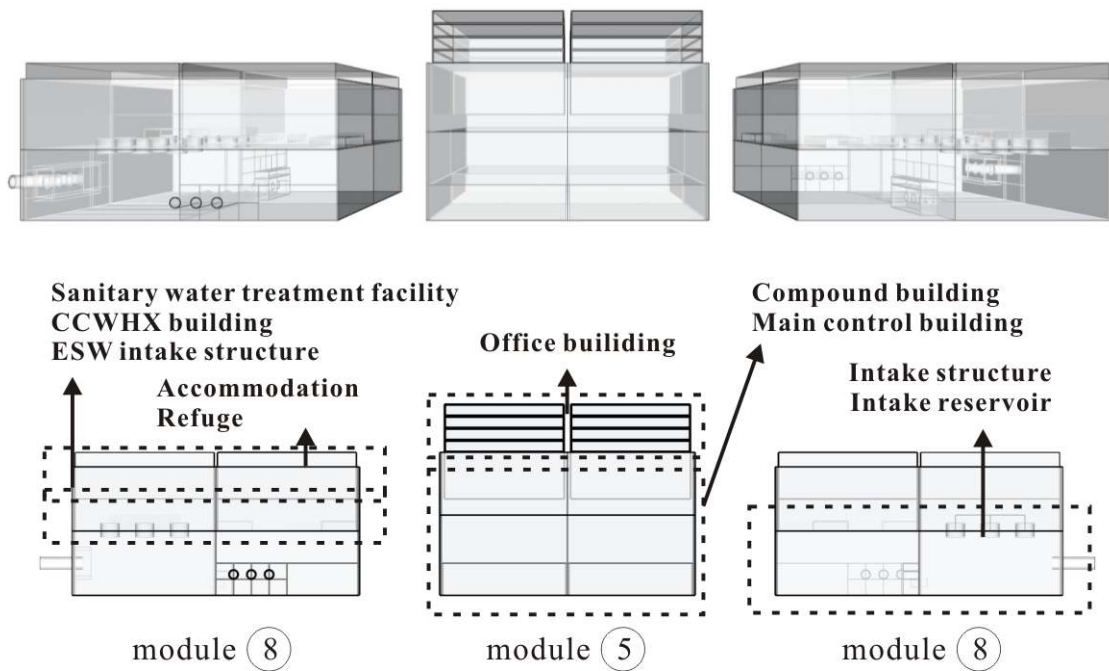 Sanitary water treatment facility
CCWHX building
ESW intake structure
Accommodation
Refuge
Office builiding
Compound building
Main control building
Intake structure
Intake reservoir
module 8
module 5
module 8